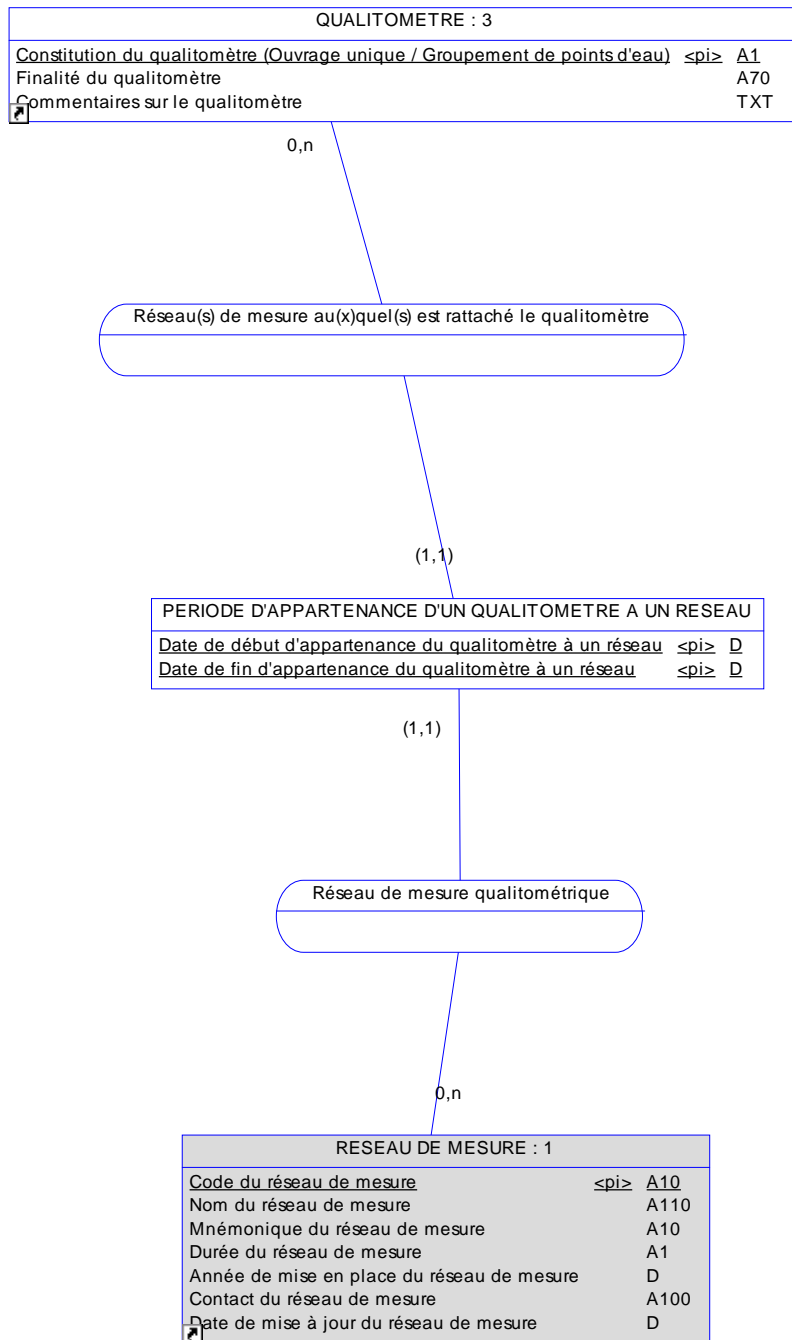 QUALITOMETRE : 3
Constitution du qualitomètre (Ouvrage unique / Groupement de points d'eau) <pi> A1
Finalité du qualitomètre A70
Commentaires sur le qualitomètre TXT
0,n
Réseau(s) de mesure au(x)quel(s) est rattaché le qualitomètre
(1,1)
PERIODE D'APPARTENANCE D'UN QUALITOMETRE A UN RESEAU
Date de début d'appartenance du qualitomètre à un réseau <pi> D
Date de fin d'appartenance du qualitomètre à un réseau <pi> D
(1,1)
Réseau de mesure qualitométrique
0,n
RESEAU DE MESURE : 1
Code du réseau de mesure <pi> A10
Nom du réseau de mesure A110
Mnémonique du réseau de mesure A10
Durée du réseau de mesure A1
Année de mise en place du réseau de mesure D
Contact du réseau de mesure A100
Date de mise à jour du réseau de mesure D